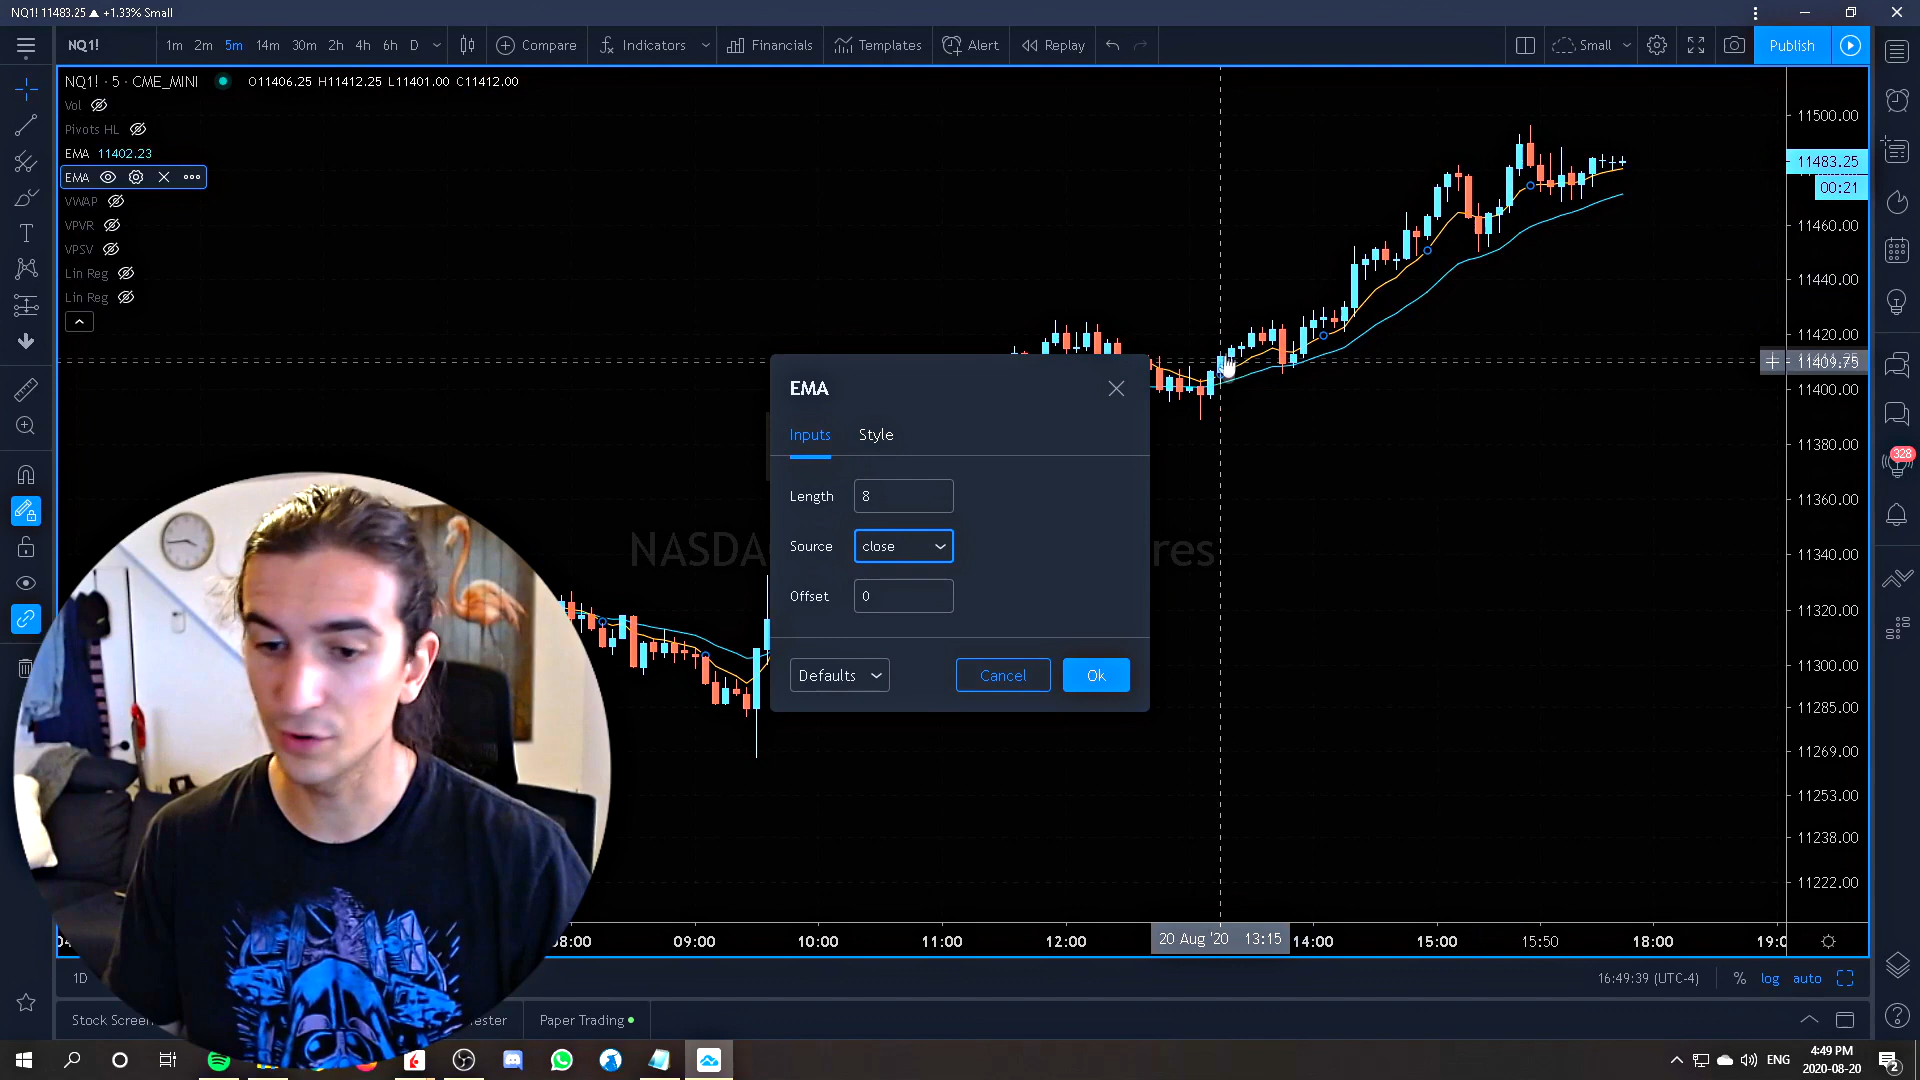 NQ1! 11483.25 ▲ +1.33% Small
NQ1! 1m 2m 5m 14m 30m 2h 4h 6h D Compare Indicators Financials Templates Alert Replay Small Publish
NQ1! · 5 · CME_MINI O11406.25 H11412.25 L11401.00 C11412.00
Vol
Pivots HL
EMA 11402.23
EMA
VWAP
VPVR
VPSV
Lin Reg
Lin Reg
11500.00
11483.25
00:21
11460.00
11440.00
11420.00
11409.75
11400.00
11380.00
11360.00
11340.00
11320.00
11300.00
11285.00
11269.00
11253.00
11238.00
11222.00
328
NASDA
res
EMA
Inputs Style
Length 8
Source close
Offset 0
Defaults Cancel Ok
08:00 09:00 10:00 11:00 12:00 20 Aug '20 13:15 14:00 15:00 15:50 18:00 19:0
1D 16:49:39 (UTC-4) % log auto
Stock Screen ester Paper Trading
ENG 4:49 PM
2020-08-20
2